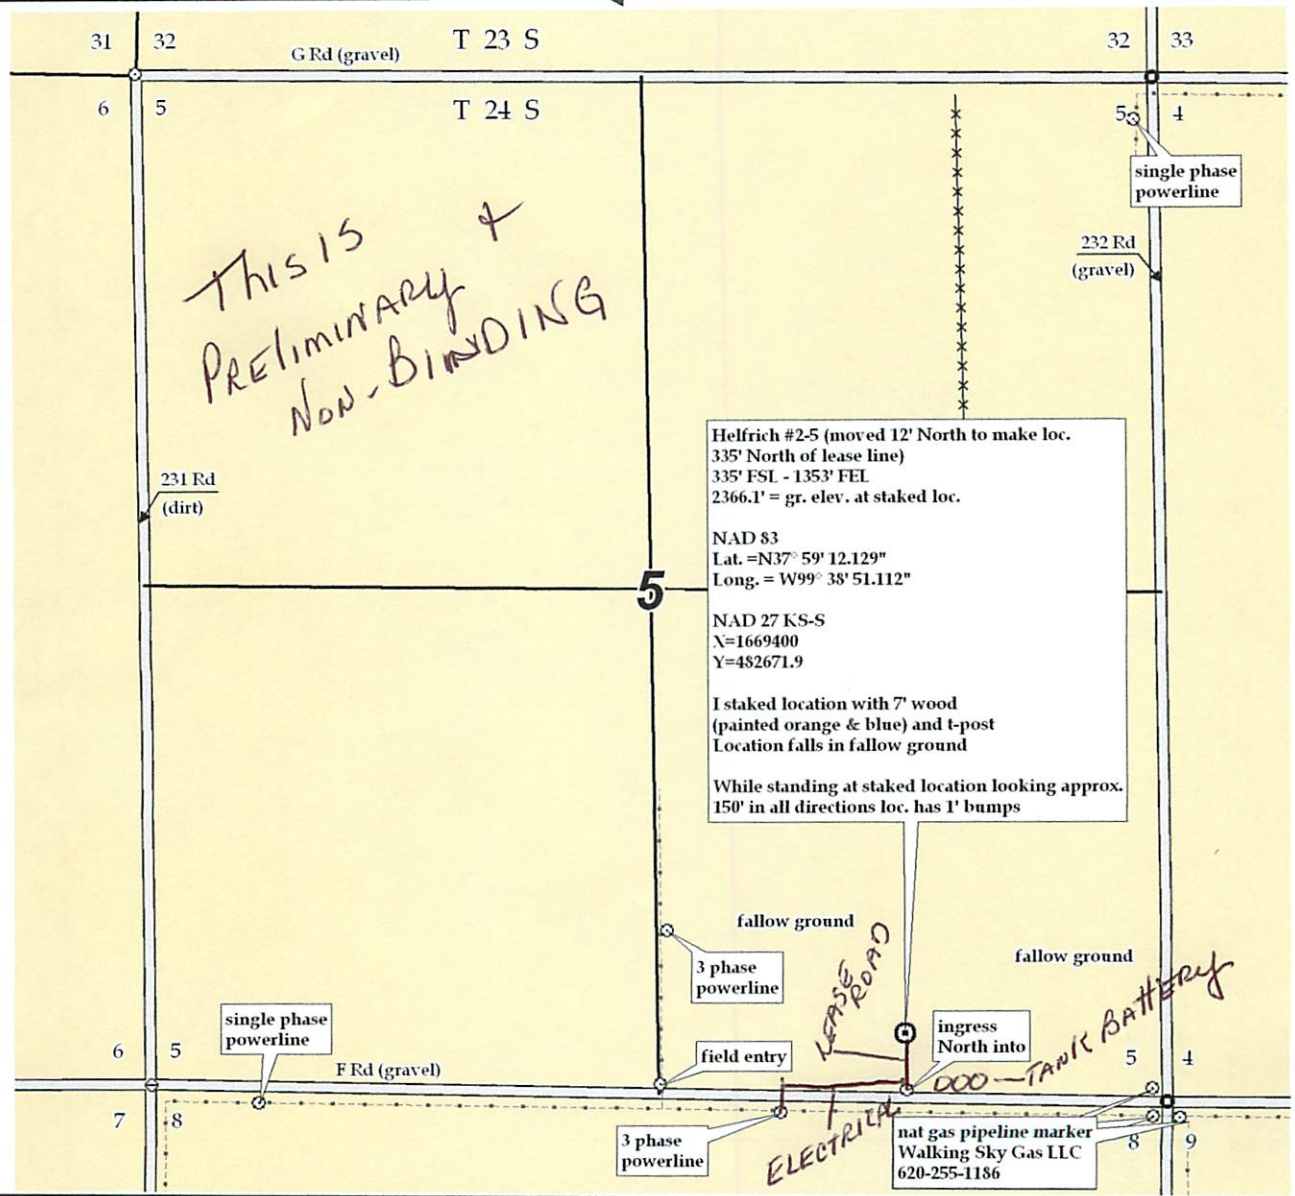 31 32
G Rd (gravel)
T 23 S
32 33
6 5
T 24 S
5 4
single phase
powerline
232 Rd
(gravel)
This is &
Preliminary
Non-Binding
231 Rd
(dirt)
Helfrich #2-5 (moved 12' North to make loc.
335' North of lease line)
335' FSL - 1353' FEL
2366.1' = gr. elev. at staked loc.
NAD 83
Lat. =N37° 59' 12.129"
Long. = W99° 38' 51.112"
NAD 27 KS-S
X=1669400
Y=482671.9
I staked location with 7' wood
(painted orange & blue) and t-post
Location falls in fallow ground
While standing at staked location looking approx.
150' in all directions loc. has 1' bumps
5
fallow ground
fallow ground
3 phase
powerline
LEASE
ROAD
TANK BATTERY
single phase
powerline
ingress
North into
field entry
6 5
F Rd (gravel)
5 4
7 8
3 phase
powerline
ELECTRICAL
nat gas pipeline marker
Walking Sky Gas LLC
620-255-1186
8 9